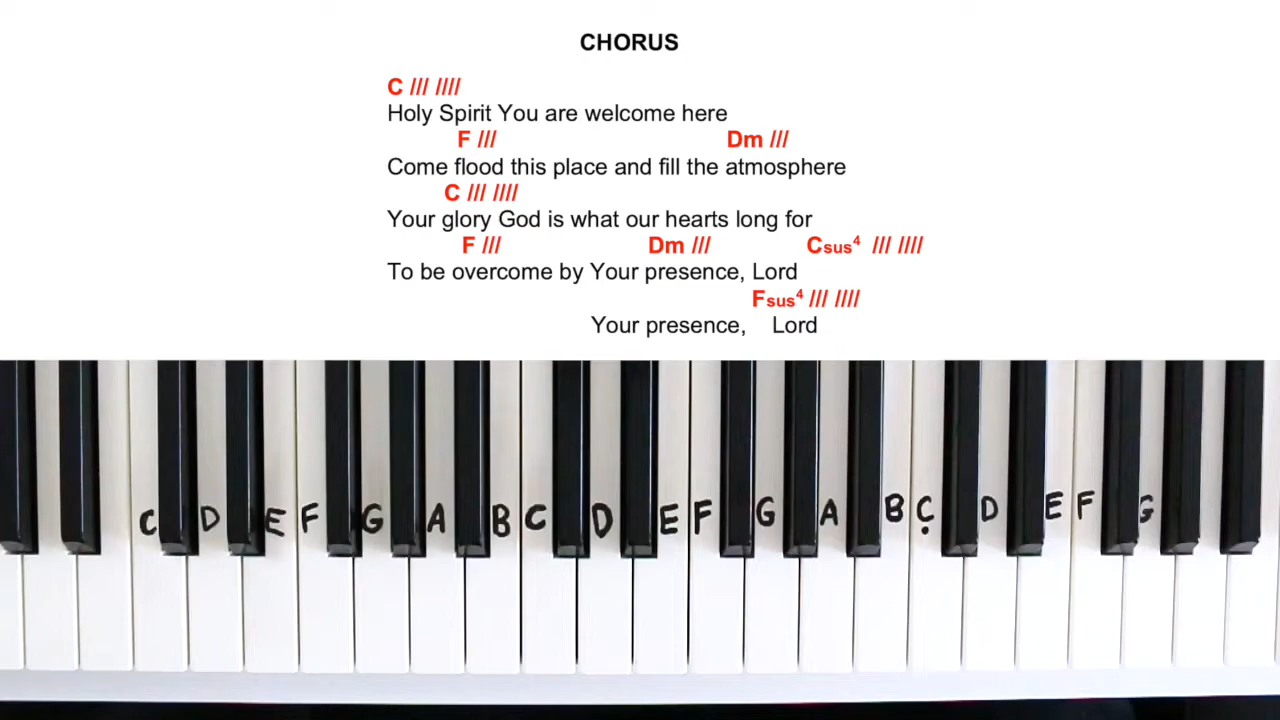 CHORUS
C /// ////
Holy Spirit You are welcome here
F /// Dm ///
Come flood this place and fill the atmosphere
C /// ////
Your glory God is what our hearts long for
F /// Dm /// Csus⁴ /// ////
To be overcome by Your presence, Lord
Fsus⁴ /// ////
Your presence, Lord
C D E F G A B C D E F G A B C D E F G